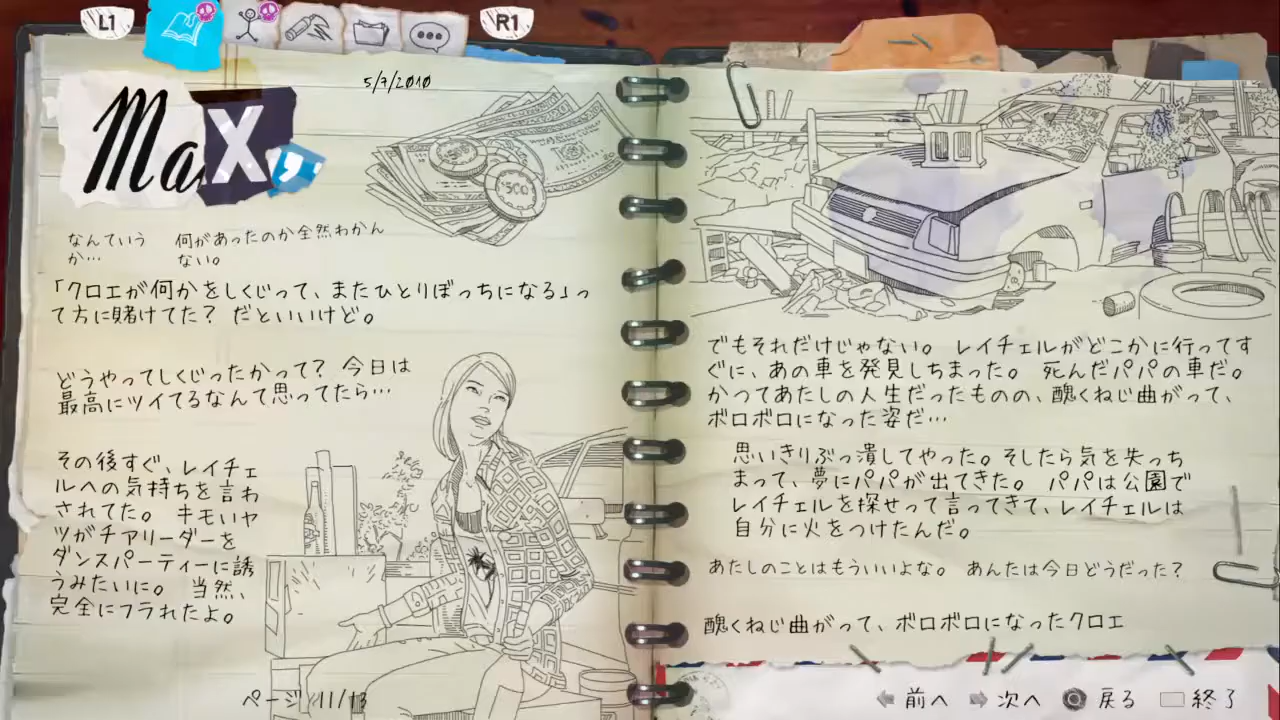 L1
R1
5/7/2010
Max,
なんていうか… 何があったのか全然わかんない。
「クロエが何かをしくじって、またひとりぼっちになる」っ
て方に賭けてた? だといいけど。
どうやってしくじったかって? 今日は
最高にツイてるなんて思ってたら…
その後すぐ、レイチェ
ルへの気持ちを言わ
されてた。 キモいヤ
ツがチアリーダーを
ダンスパーティーに誘
うみたいに。 当然、
完全にフラれたよ。
ページ 11/13
でもそれだけじゃない。 レイチェルがどこかに行ってす
ぐに、あの車を発見しちまった。 死んだパパの車だ。
かつてあたしの人生だったものの、醜くねじ曲がって、
ボロボロになった姿だ…
思いきりぶっ潰してやった。そしたら気を失っち
まって、夢にパパが出てきた。 パパは公園で
レイチェルを探せって言ってきて、レイチェルは
自分に火をつけたんだ。
あたしのことはもういいよな。 あんたは今日どうだった?
醜くねじ曲がって、ボロボロになったクロエ
前へ 次へ 戻る 終了